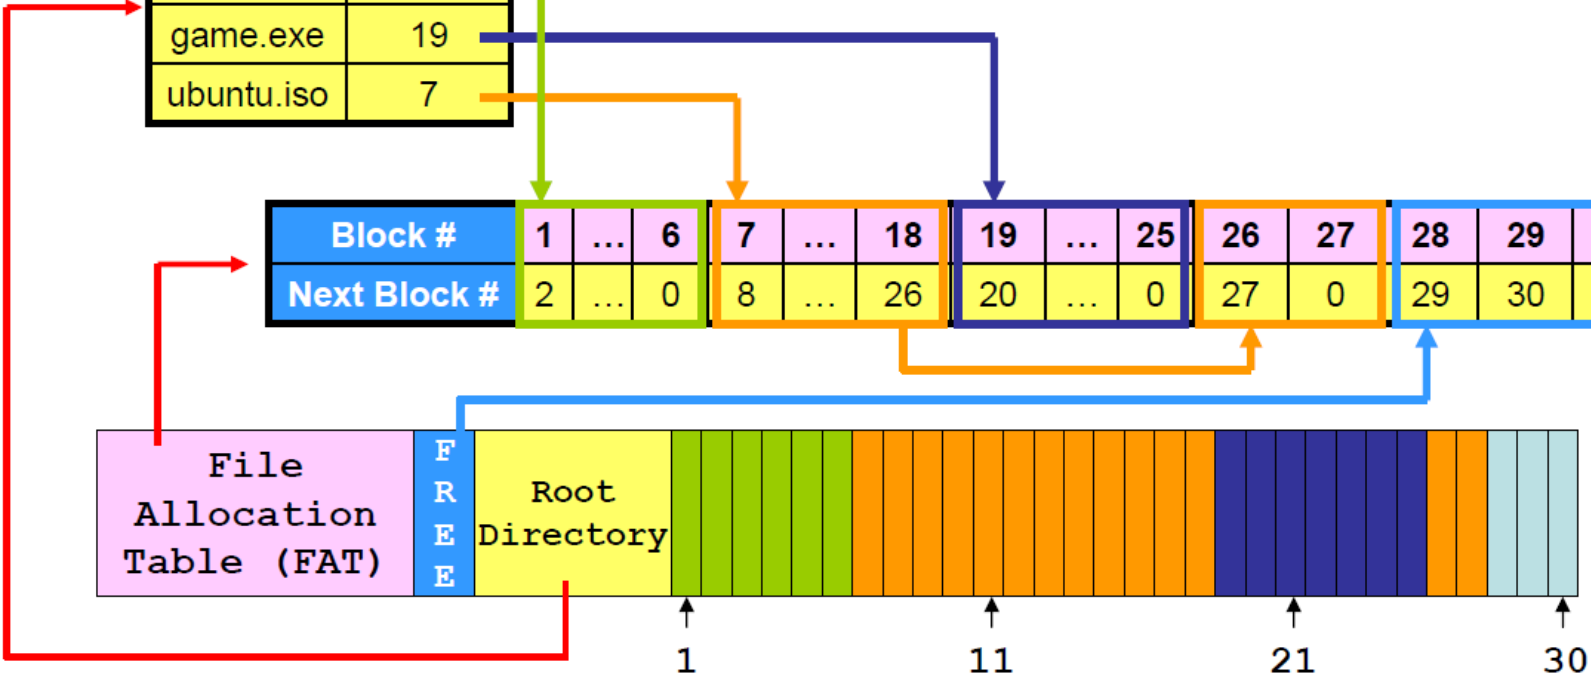 game.exe 19
ubuntu.iso 7
Block # 1 ... 6 7 ... 18 19 ... 25 26 27 28 29
Next Block # 2 ... 0 8 ... 26 20 ... 0 27 0 29 30
File
Allocation
Table (FAT)
F
R
E
E
Root
Directory
1 11 21 30